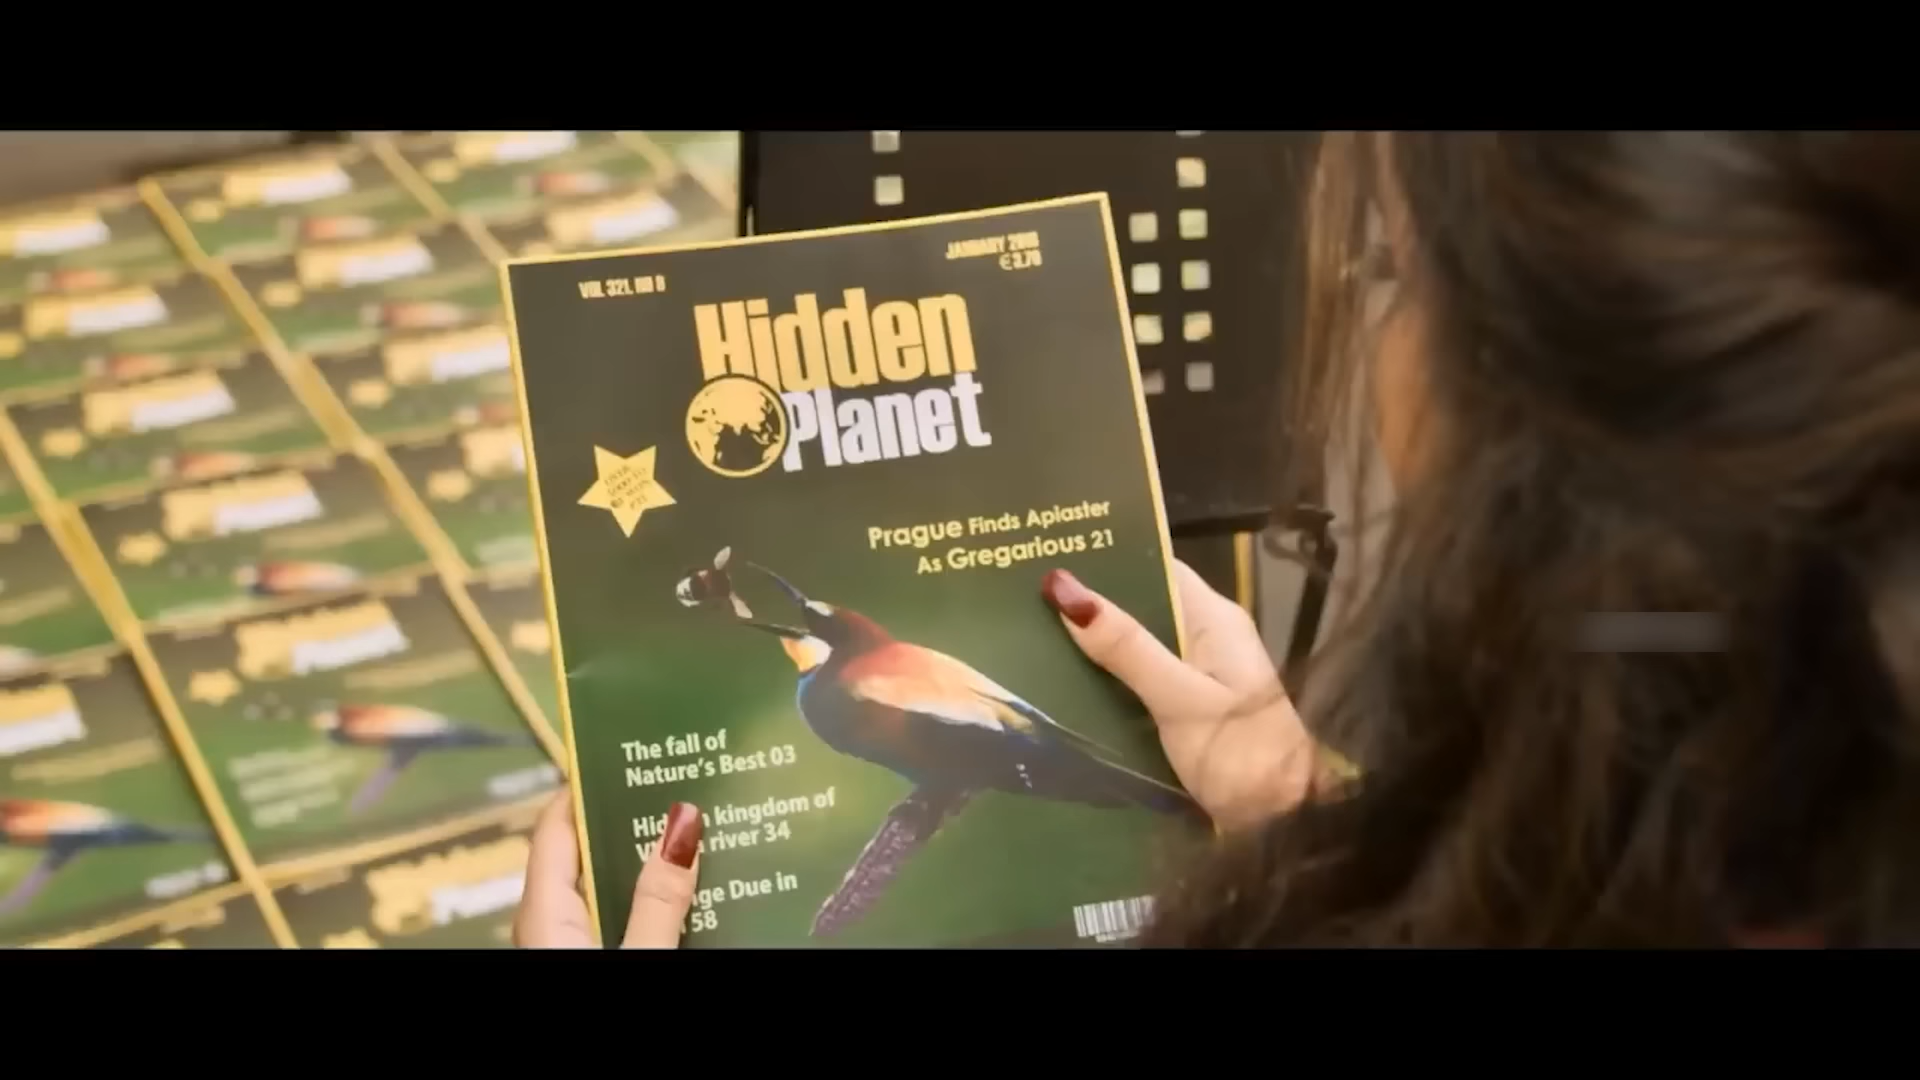 VOL 321, NO 8
JANUARY
€3.70
Hidden
Planet
Prague Finds Aplaster
As Gregarious 21
The fall of
Nature's Best 03
kingdom of
river 34
Due in
58